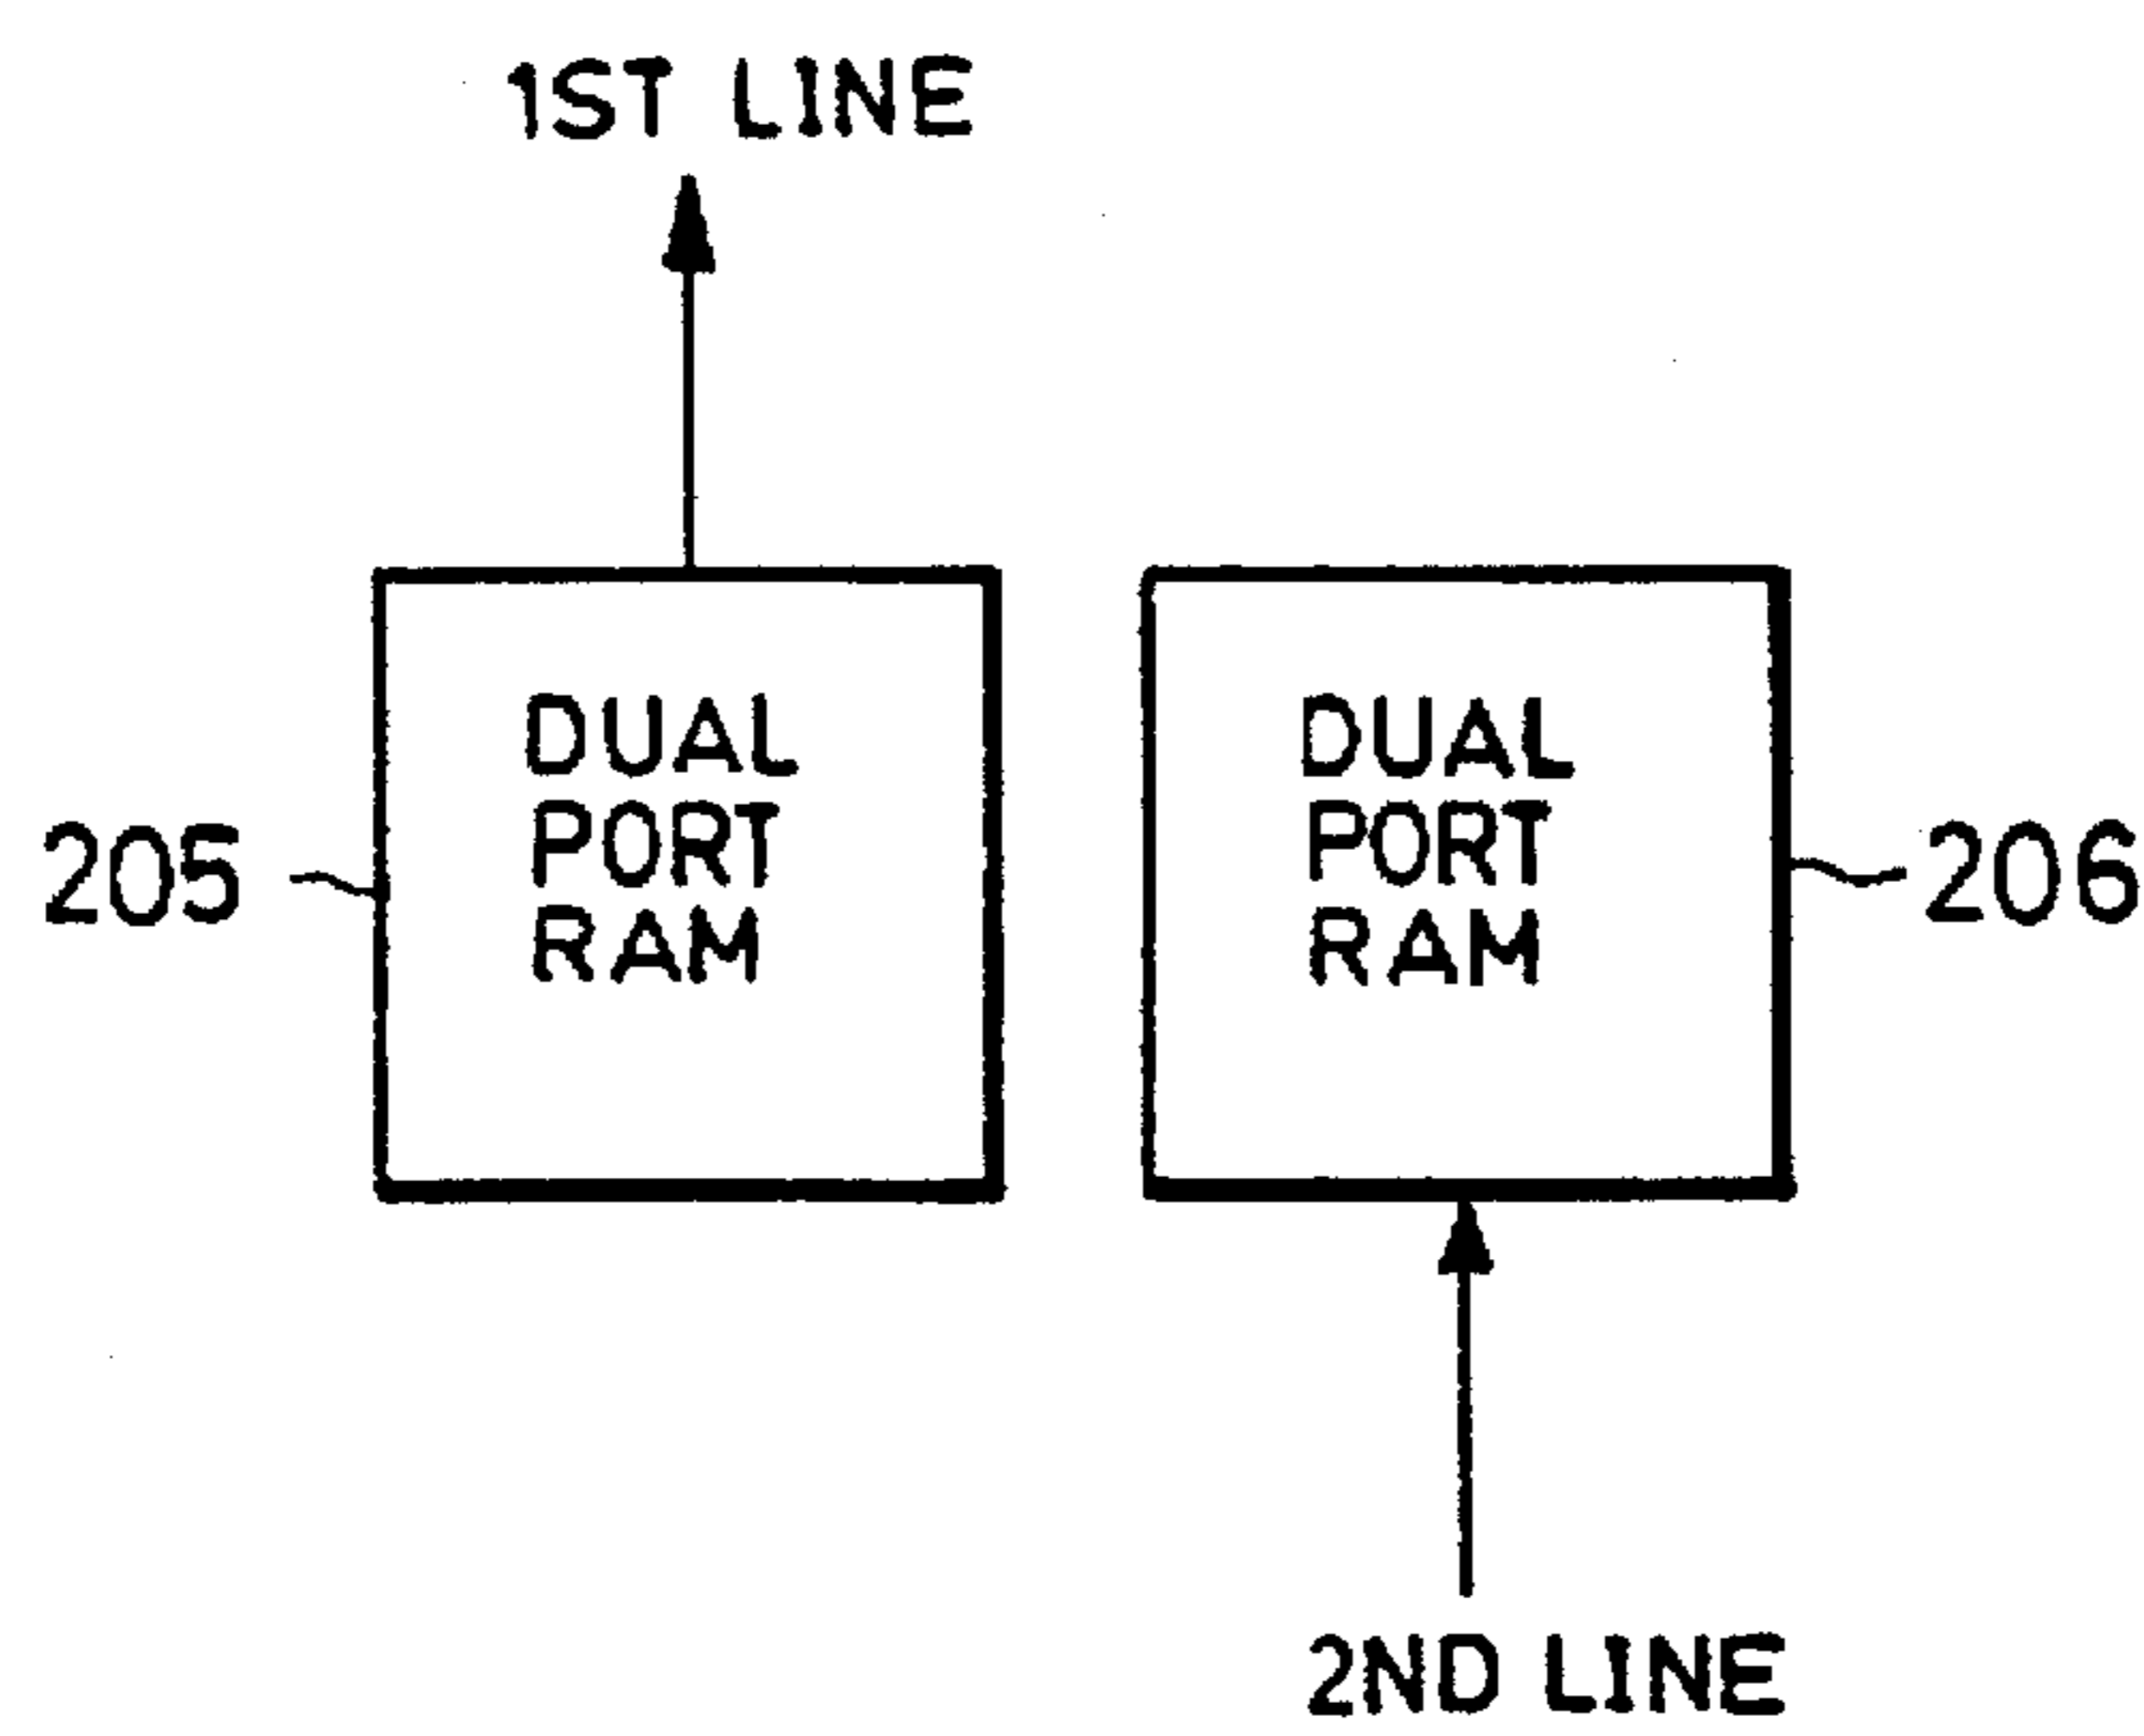 1ST LINE
DUAL
PORT
RAM
205
DUAL
PORT
RAM
206
2ND LINE